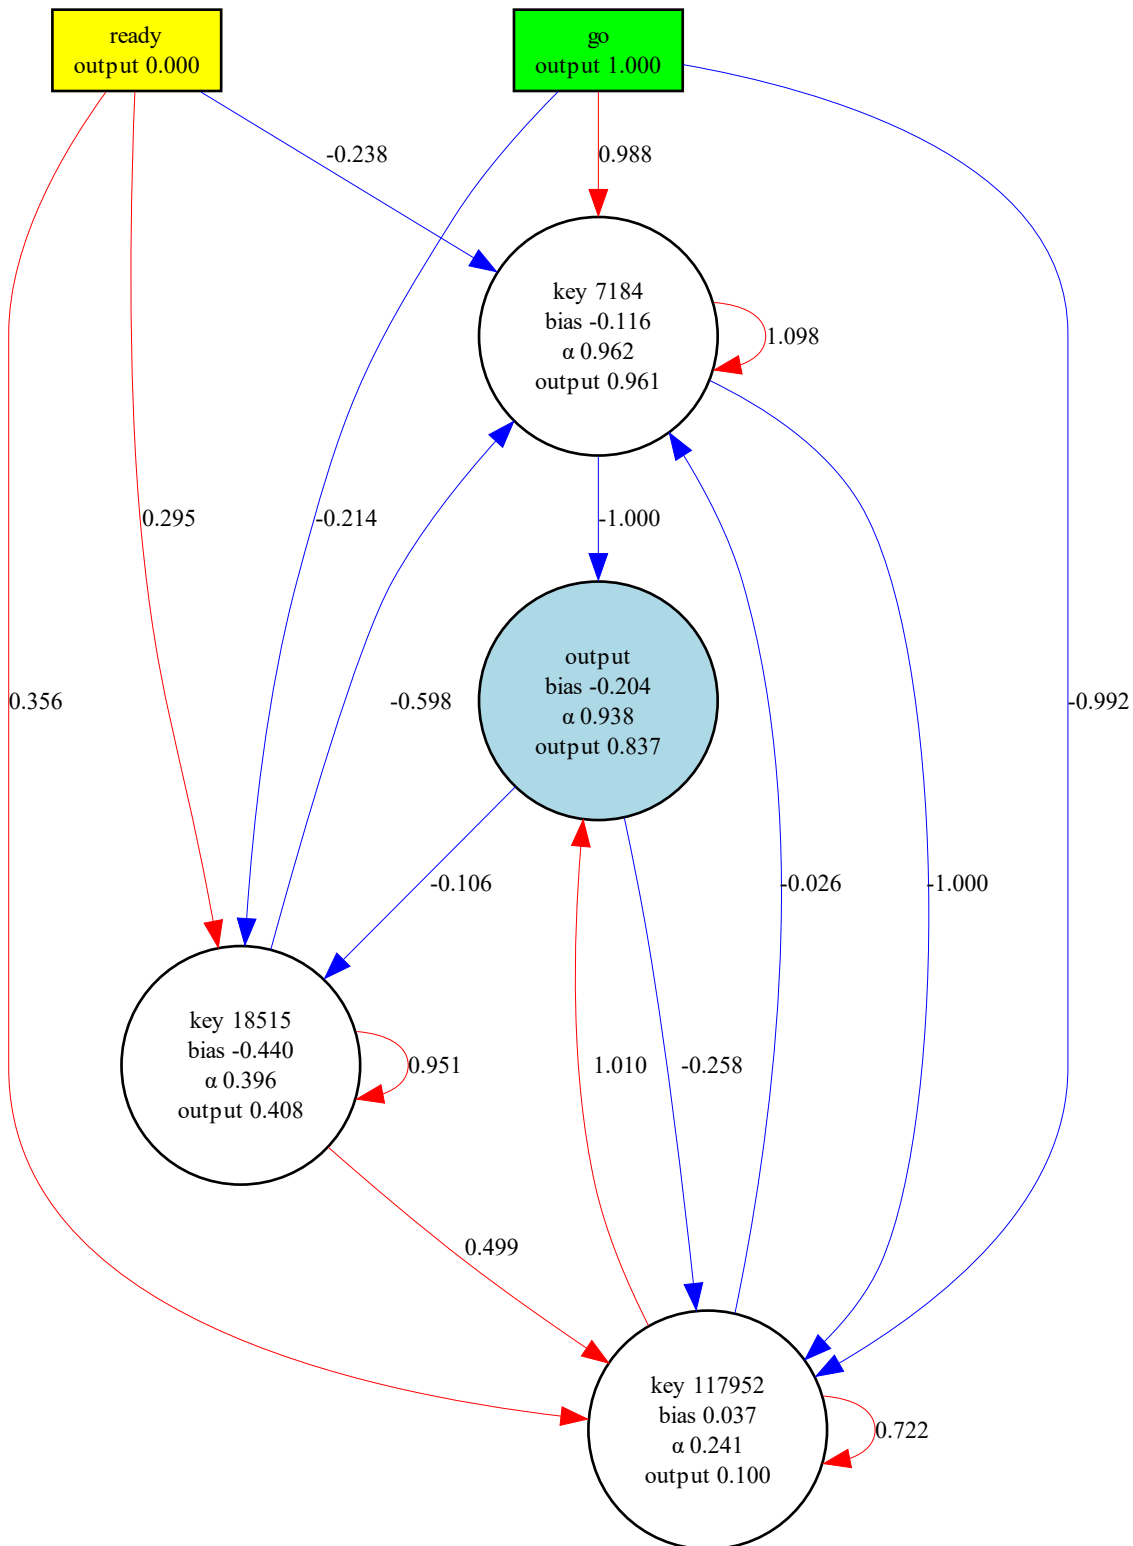 ready
output 0.000
go
output 1.000
-0.238
0.988
key 7184
bias -0.116
α 0.962
output 0.961
1.098
0.295
-0.214
-1.000
output
bias -0.204
α 0.938
output 0.837
0.356
-0.598
-0.992
-0.106
-0.026
-1.000
key 18515
bias -0.440
α 0.396
output 0.408
0.951
1.010
-0.258
0.499
key 117952
bias 0.037
α 0.241
output 0.100
0.722